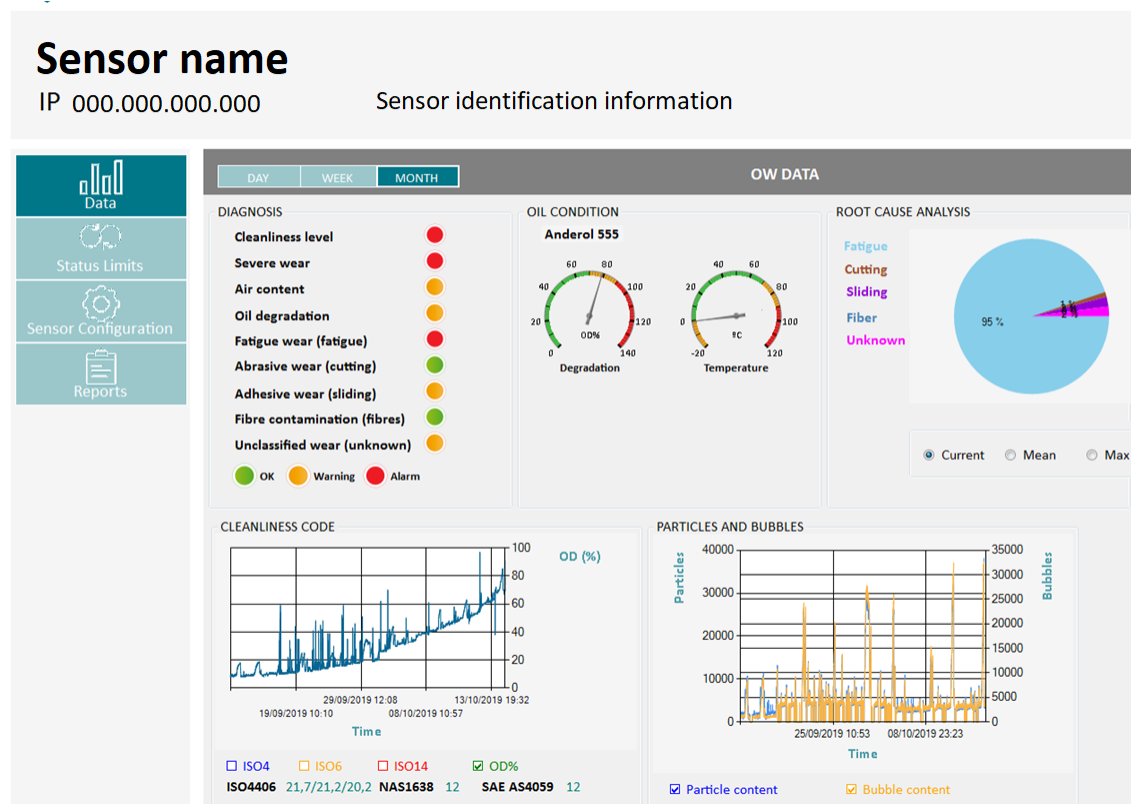 Sensor name
IP 000.000.000.000
Sensor identification information
Data
Status Limits
Sensor Configuration
Reports
DAY
WEEK
MONTH
OW DATA
DIAGNOSIS
Cleanliness level
Severe wear
Air content
Oil degradation
Fatigue wear (fatigue)
Abrasive wear (cutting)
Adhesive wear (sliding)
Fibre contamination (fibres)
Unclassified wear (unknown)
OK
Warning
Alarm
OIL CONDITION
Anderol 555
0
20
40
60
80
100
120
140
OD%
Degradation
-20
0
20
40
60
80
100
120
ºC
Temperature
ROOT CAUSE ANALYSIS
Fatigue
Cutting
Sliding
Fiber
Unknown
95 %
Current
Mean
Max
CLEANLINESS CODE
100
80
60
40
20
0
OD (%)
29/09/2019 12:08
13/10/2019 19:32
19/09/2019 10:10
08/10/2019 10:57
Time
ISO4
ISO6
ISO14
OD%
ISO4406 21,7/21,2/20,2 NAS1638 12 SAE AS4059 12
PARTICLES AND BUBBLES
Particles
40000
30000
20000
10000
0
35000
30000
25000
20000
15000
10000
5000
0
Bubbles
25/09/2019 10:53
08/10/2019 23:23
Time
Particle content
Bubble content